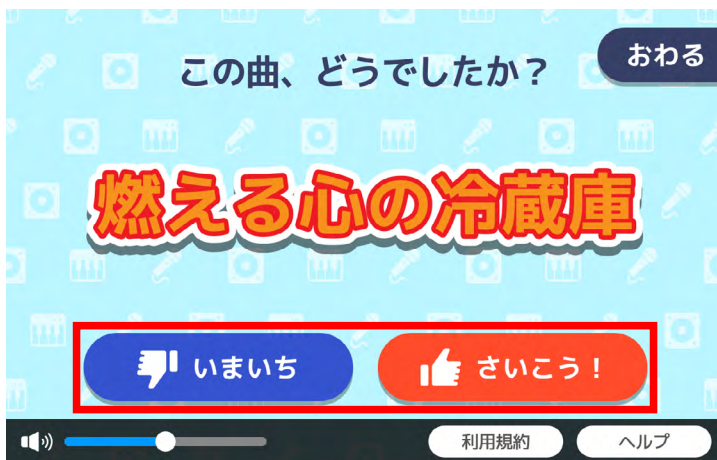 おわる
この曲、どうでしたか？
燃える心の冷蔵庫
いまいち
さいこう！
利用規約
ヘルプ